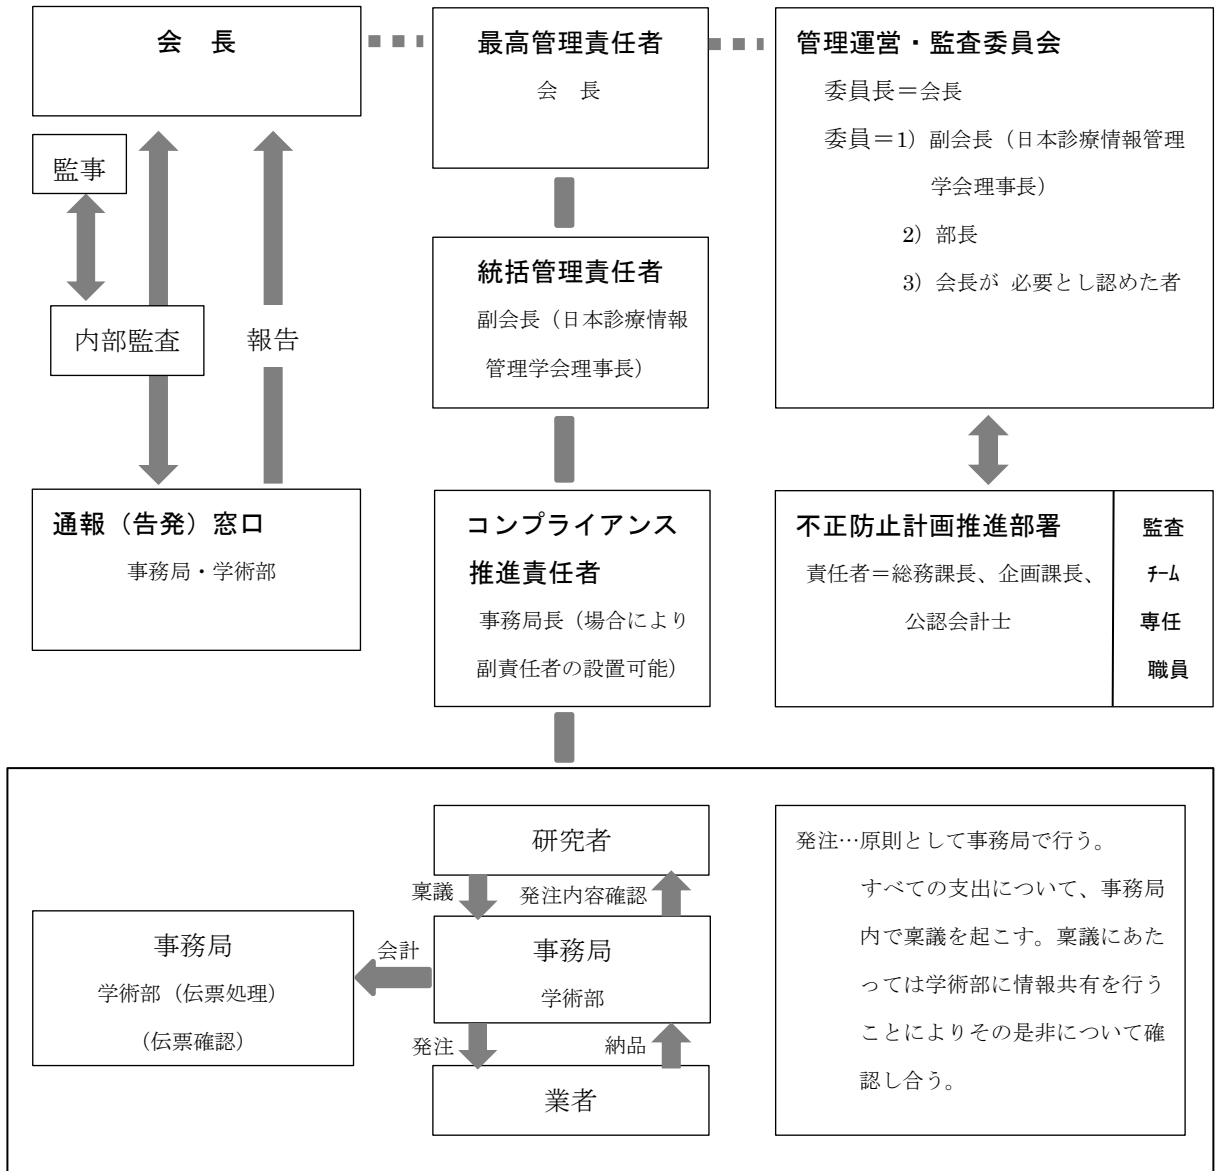 会　長
監事
内部監査
報告
通報（告発）窓口
事務局・学術部
最高管理責任者
会　長
統括管理責任者
副会長（日本診療情報
管理学会理事長）
コンプライアンス
推進責任者
事務局長（場合により
副責任者の設置可能）
管理運営・監査委員会
委員長＝会長
委員＝1）副会長（日本診療情報管理
学会理事長）
2）部長
3）会長が 必要とし認めた者
不正防止計画推進部署
責任者＝総務課長、企画課長、
公認会計士
監査
ﾁｰﾑ
専任
職員
研究者
稟議
発注内容確認
事務局
学術部
会計
事務局
学術部（伝票処理）
（伝票確認）
発注
納品
業者
発注…原則として事務局で行う。
すべての支出について、事務局
内で稟議を起こす。稟議にあた
っては学術部に情報共有を行う
ことによりその是非について確
認し合う。